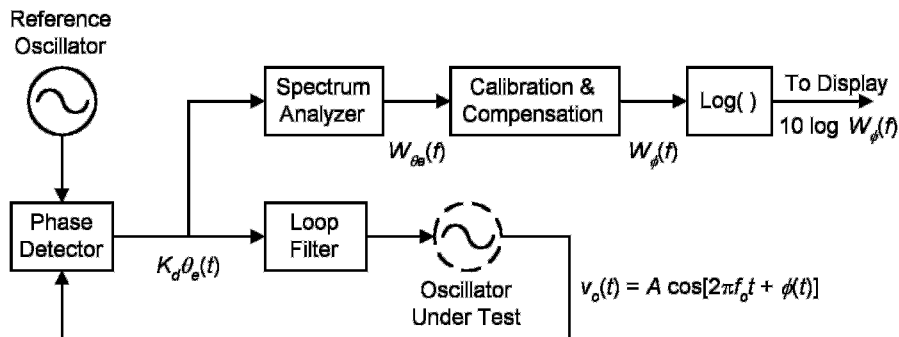 Reference
Oscillator
Spectrum
Analyzer
Calibration &
Compensation
Log( )
To Display
10 log W_ϕ(f)
W_θe(f)
W_ϕ(f)
Phase
Detector
K_dθ_e(t)
Loop
Filter
Oscillator
Under Test
v_o(t) = A cos[2πf_ot + ϕ(t)]